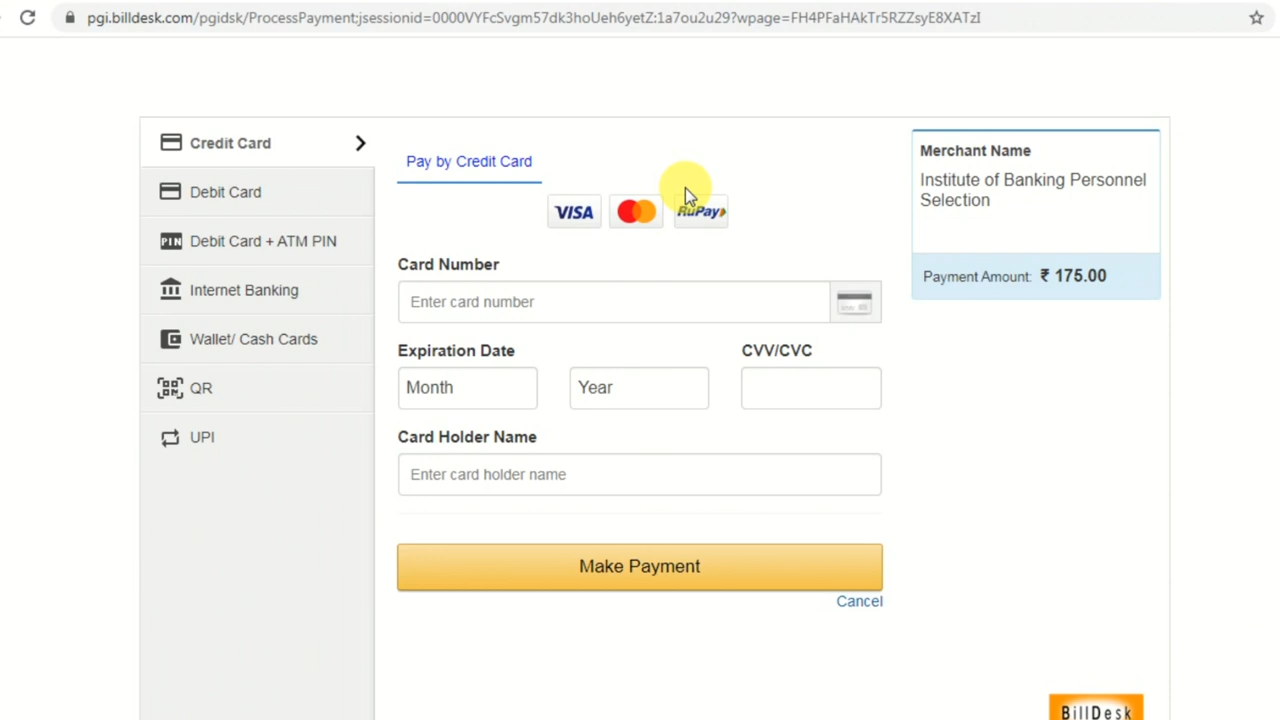 pgi.billdesk.com/pgidsk/ProcessPayment;jsessionid=0000VYFcSvgm57dk3hoUeh6yetZ:1a7ou2u29?wpage=FH4PFaHAkTr5RZZsyE8XATzI
Credit Card
Debit Card
PIN Debit Card + ATM PIN
Internet Banking
Wallet/ Cash Cards
QR
UPI
Pay by Credit Card
VISA RuPay
Card Number
Enter card number
Expiration Date CVV/CVC
Month Year
Card Holder Name
Enter card holder name
Make Payment
Cancel
Merchant Name
Institute of Banking Personnel
Selection
Payment Amount: ₹ 175.00
BillDesk